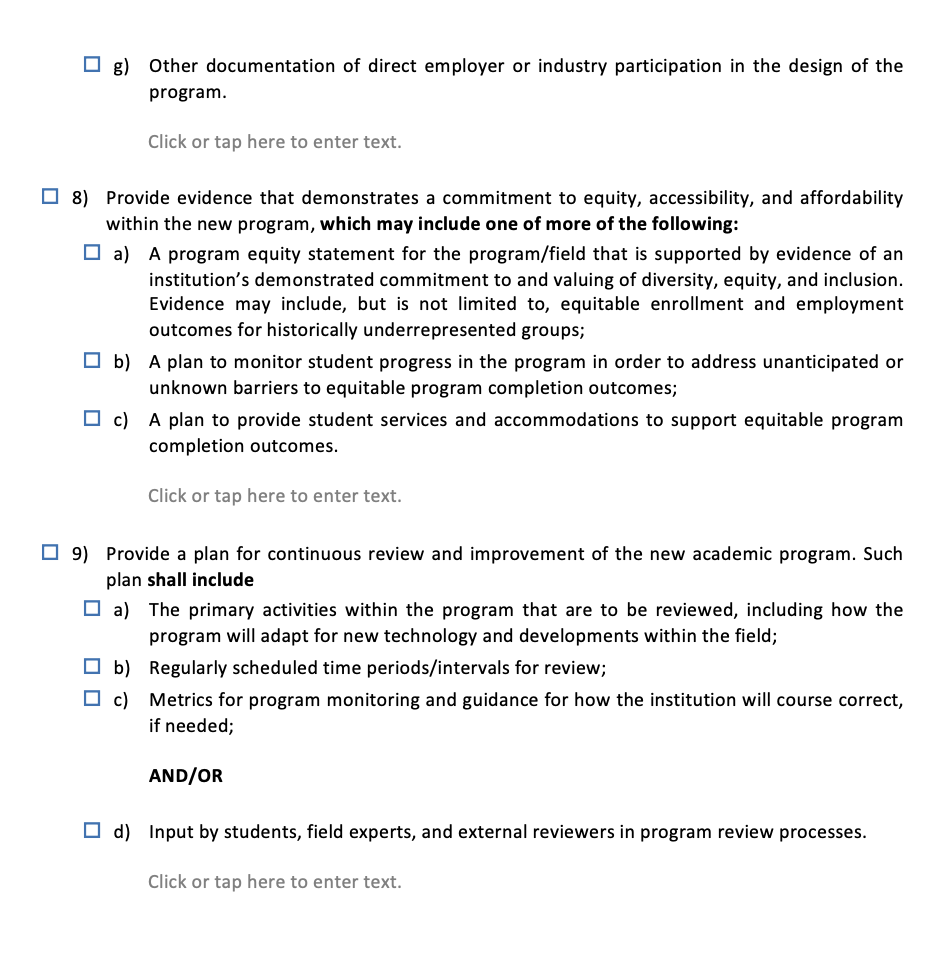 ☐ g) Other documentation of direct employer or industry participation in the design of the
program.
Click or tap here to enter text.
☐ 8) Provide evidence that demonstrates a commitment to equity, accessibility, and affordability
within the new program, which may include one of more of the following:
☐ a) A program equity statement for the program/field that is supported by evidence of an
institution’s demonstrated commitment to and valuing of diversity, equity, and inclusion.
Evidence may include, but is not limited to, equitable enrollment and employment
outcomes for historically underrepresented groups;
☐ b) A plan to monitor student progress in the program in order to address unanticipated or
unknown barriers to equitable program completion outcomes;
☐ c) A plan to provide student services and accommodations to support equitable program
completion outcomes.
Click or tap here to enter text.
☐ 9) Provide a plan for continuous review and improvement of the new academic program. Such
plan shall include
☐ a) The primary activities within the program that are to be reviewed, including how the
program will adapt for new technology and developments within the field;
☐ b) Regularly scheduled time periods/intervals for review;
☐ c) Metrics for program monitoring and guidance for how the institution will course correct,
if needed;
AND/OR
☐ d) Input by students, field experts, and external reviewers in program review processes.
Click or tap here to enter text.